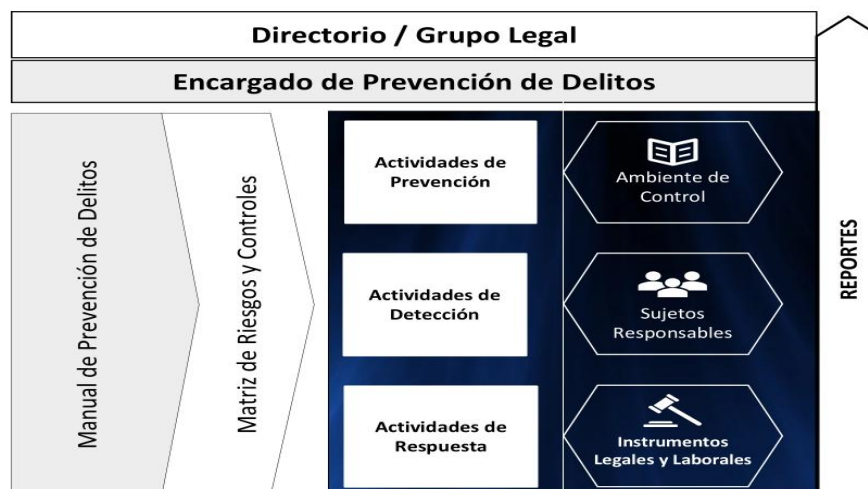 Directorio / Grupo Legal
Encargado de Prevención de Delitos
Manual de Prevención de Delitos
Matriz de Riesgos y Controles
Actividades de
Prevención
Ambiente de
Control
Actividades de
Detección
Sujetos
Responsables
Actividades de
Respuesta
Instrumentos
Legales y Laborales
REPORTES